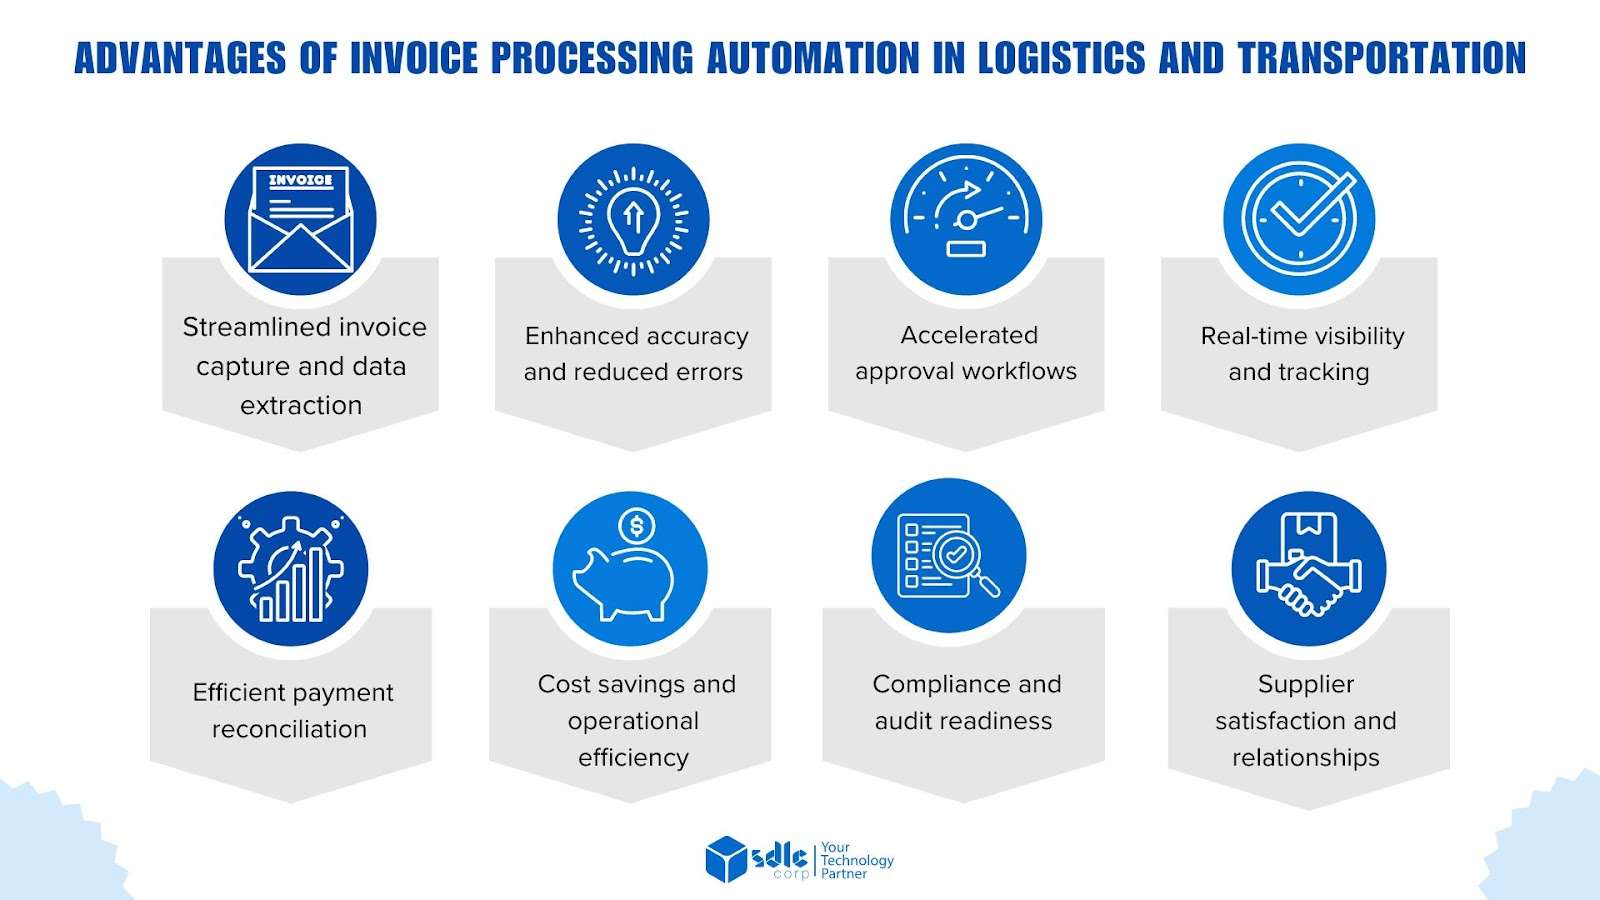 ADVANTAGES OF INVOICE PROCESSING AUTOMATION IN LOGISTICS AND TRANSPORTATION
INVOICE
Streamlined invoice
capture and data
extraction
Enhanced accuracy
and reduced errors
Accelerated
approval workflows
Real-time visibility
and tracking
Efficient payment
reconciliation
$
Cost savings and
operational
efficiency
Compliance and
audit readiness
Supplier
satisfaction and
relationships
sdlc
corp
Your
Technology
Partner